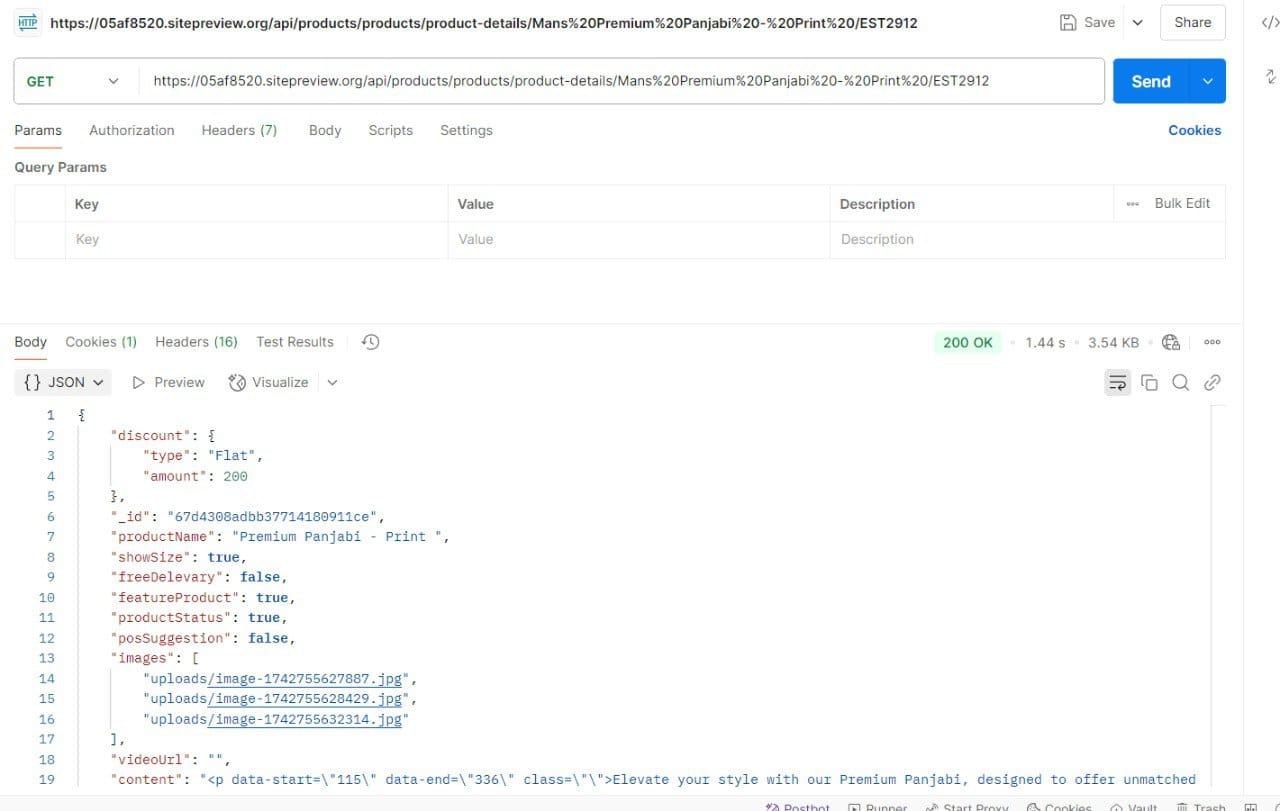 HTTP https://05af8520.sitepreview.org/api/products/products/product-details/Mans%20Premium%20Panjabi%20-%20Print%20/EST2912 Save Share
GET https://05af8520.sitepreview.org/api/products/products/product-details/Mans%20Premium%20Panjabi%20-%20Print%20/EST2912 Send
Params Authorization Headers (7) Body Scripts Settings Cookies
Query Params
Key Value Description Bulk Edit
Key Value Description
Body Cookies (1) Headers (16) Test Results 200 OK • 1.44 s • 3.54 KB •
{} JSON Preview Visualize
1 {
2 "discount": {
3 "type": "Flat",
4 "amount": 200
5 },
6 "_id": "67d4308adbb37714180911ce",
7 "productName": "Premium Panjabi - Print ",
8 "showSize": true,
9 "freeDelevary": false,
10 "featureProduct": true,
11 "productStatus": true,
12 "posSuggestion": false,
13 "images": [
14 "uploads/image-1742755627887.jpg",
15 "uploads/image-1742755628429.jpg",
16 "uploads/image-1742755632314.jpg"
17 ],
18 "videoUrl": "",
19 "content": "<p data-start=\"115\" data-end=\"336\" class=\"\">Elevate your style with our Premium Panjabi, designed to offer unmatched
Postbot Runner Start Proxy Cookies Vault Trash